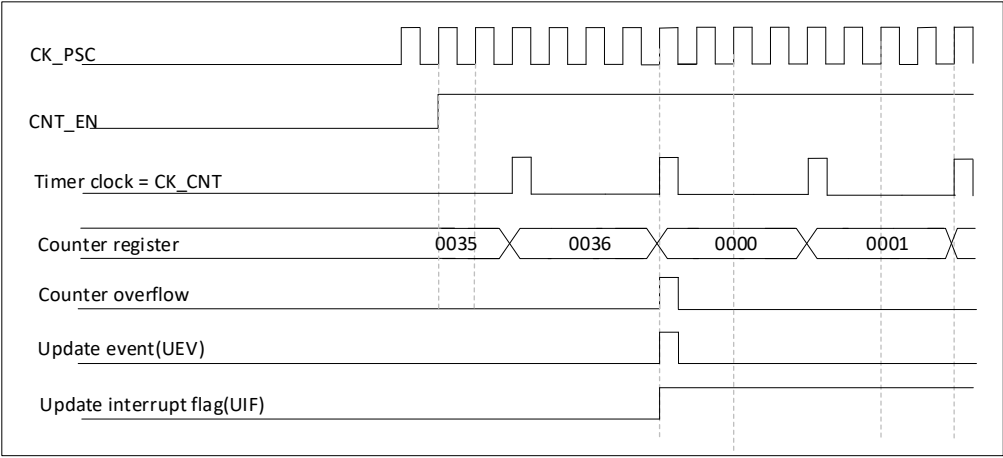 CK_PSC
CNT_EN
Timer clock = CK_CNT
Counter register 0035 0036 0000 0001
Counter overflow
Update event(UEV)
Update interrupt flag(UIF)